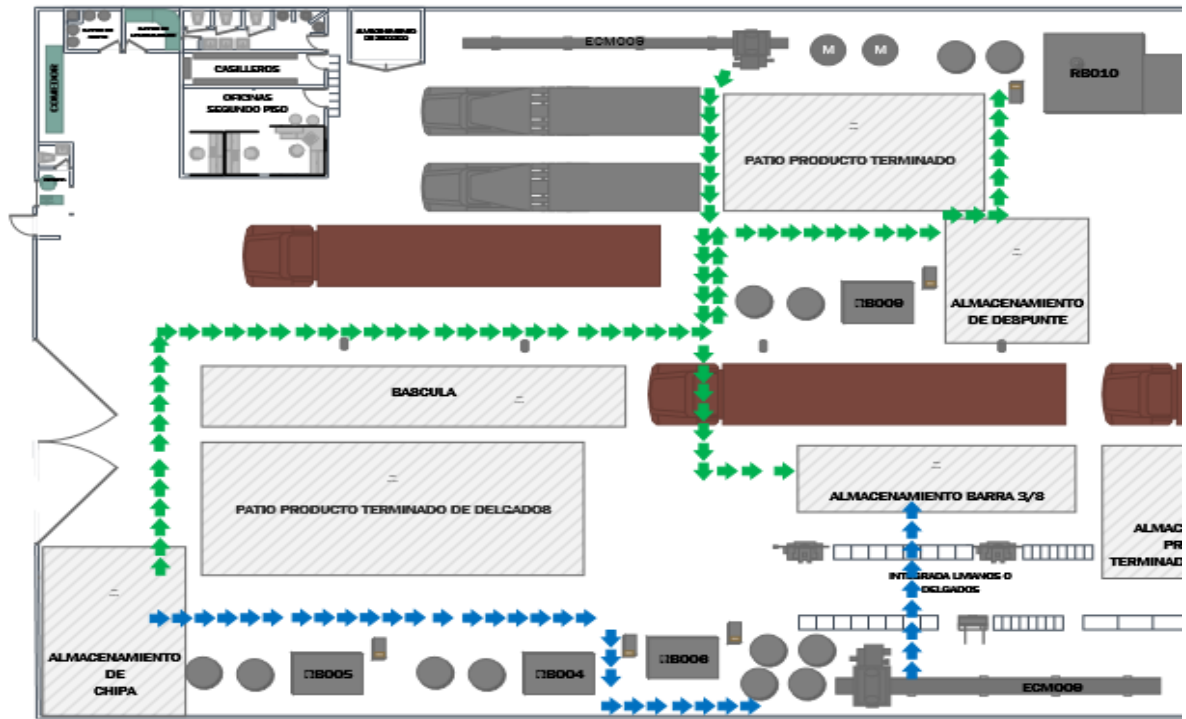 COMEDOR
CASILLEROS
OFICINAS
SEGUNDO PISO
ECM009
M
M
RB010
PATIO PRODUCTO TERMINADO
RB009
ALMACENAMIENTO
DE DESPUNTE
BASCULA
PATIO PRODUCTO TERMINADO DE DELGADOS
ALMACENAMIENTO BARRA 3/8
INTEGRADA LIVIANOS O
DELGADOS
ALMACENAMIENTO
DE
CHIPA
RB005
RB004
RB006
ECM009